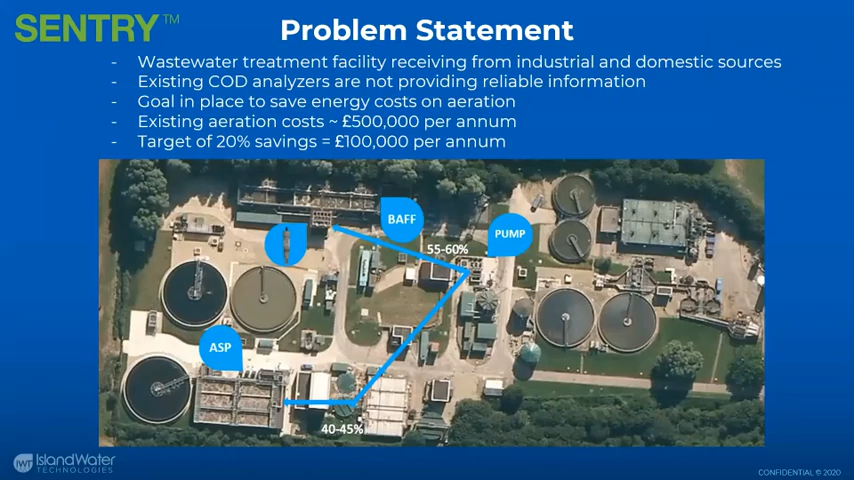 SENTRY™
Problem Statement
- Wastewater treatment facility receiving from industrial and domestic sources
- Existing COD analyzers are not providing reliable information
- Goal in place to save energy costs on aeration
- Existing aeration costs ~ £500,000 per annum
- Target of 20% savings = £100,000 per annum
BAFF
PUMP
55-60%
ASP
40-45%
IWT IslandWater
TECHNOLOGIES
CONFIDENTIAL © 2020